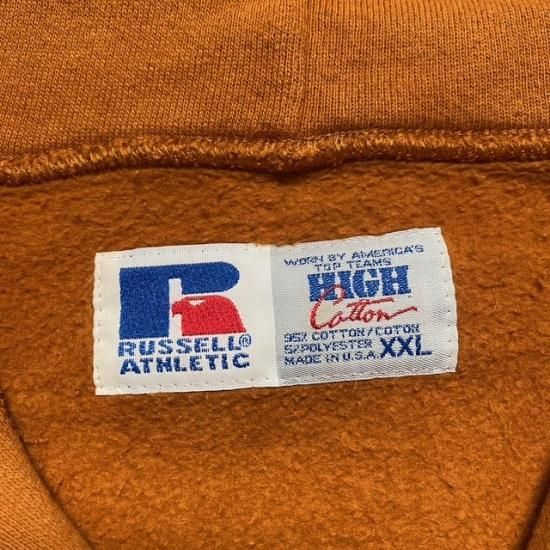 RUSSELL®
ATHLETIC
WORN BY AMERICA'S
TOP TEAMS
HIGH
Cotton
95% COTTON/COTON
5% POLYESTER
MADE IN U.S.A. XXL